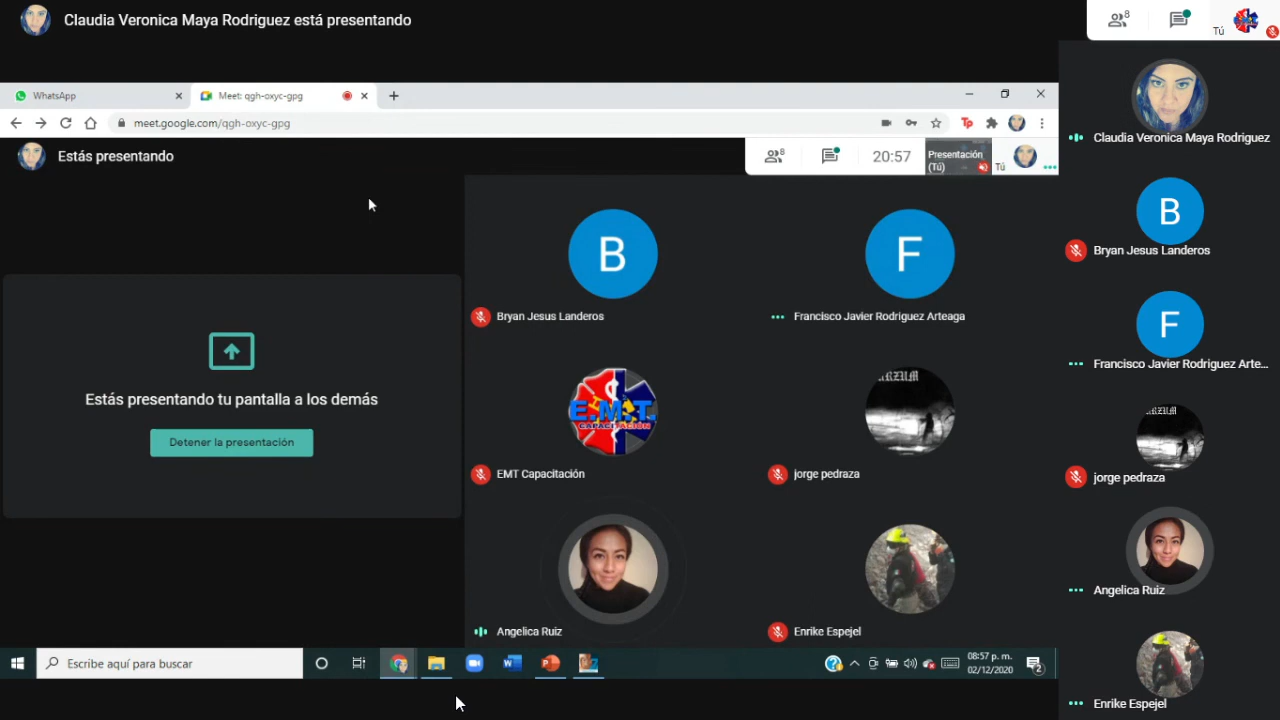 Claudia Veronica Maya Rodriguez está presentando
8
Tú
WhatsApp
Meet: qgh-oxyc-gpg
meet.google.com/qgh-oxyc-gpg
Estás presentando
8
20:57
Presentación
(Tú)
Tú
Estás presentando tu pantalla a los demás
Detener la presentación
B
Bryan Jesus Landeros
F
Francisco Javier Rodriguez Arteaga
E.M.T.
CAPACITACIÓN
EMT Capacitación
jorge pedraza
Angelica Ruiz
Enrike Espejel
Claudia Veronica Maya Rodriguez
B
Bryan Jesus Landeros
F
Francisco Javier Rodriguez Arte...
jorge pedraza
Angelica Ruiz
Enrike Espejel
Escribe aquí para buscar
08:57 p. m.
02/12/2020
2